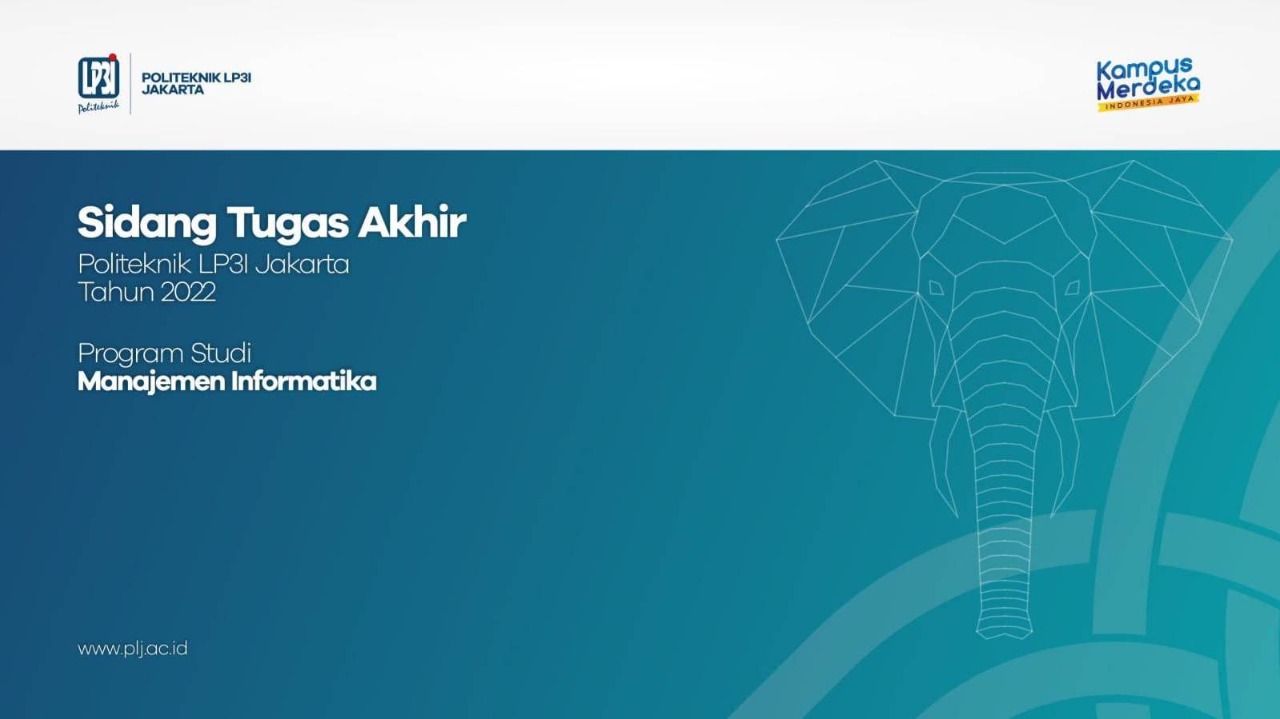 LP3I
Politeknik
POLITEKNIK LP3I
JAKARTA
Kampus
Merdeka
INDONESIA JAYA
Sidang Tugas Akhir
Politeknik LP3I Jakarta
Tahun 2022
Program Studi
Manajemen Informatika
www.plj.ac.id